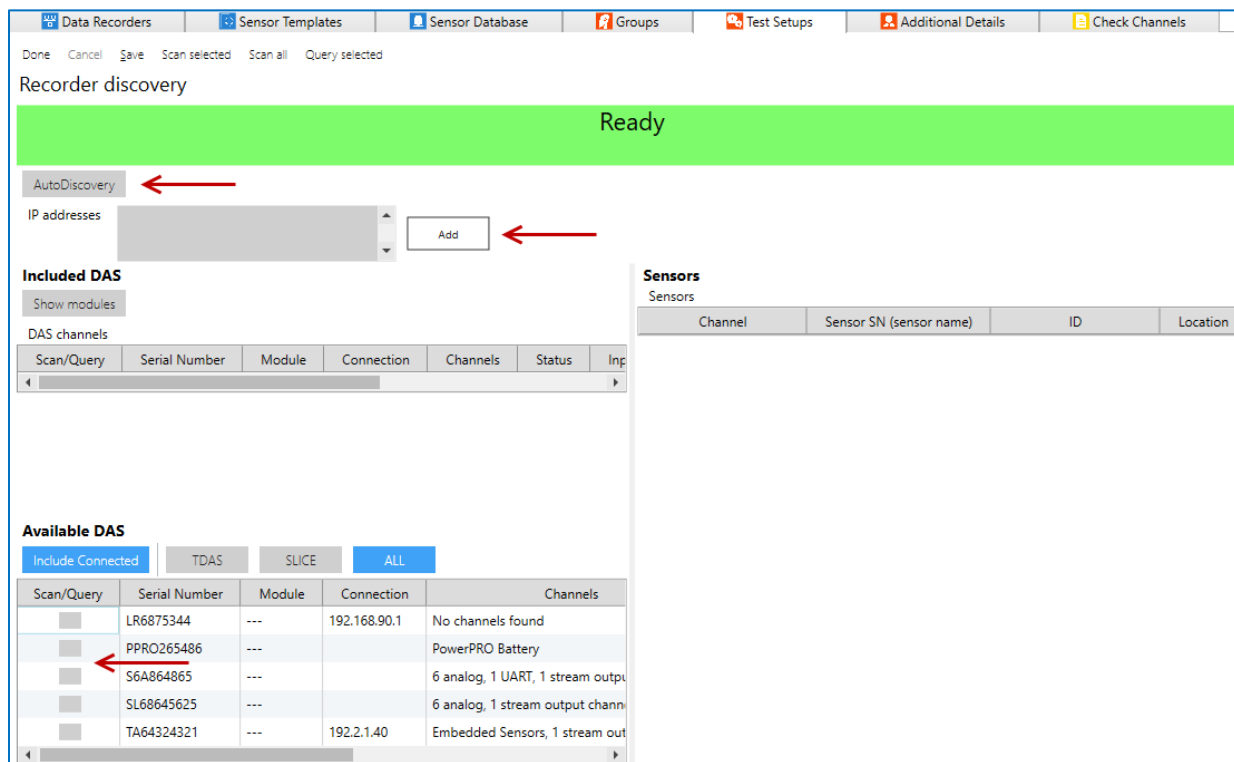 Data Recorders Sensor Templates Sensor Database Groups Test Setups Additional Details Check Channels
Done Cancel Save Scan selected Scan all Query selected
Recorder discovery
Ready
AutoDiscovery
IP addresses
Add
Included DAS
Show modules
DAS channels
Scan/Query Serial Number Module Connection Channels Status Inp
Sensors
Sensors
Channel Sensor SN (sensor name) ID Location
Available DAS
Include Connected TDAS SLICE ALL
Scan/Query Serial Number Module Connection Channels
LR6875344 --- 192.168.90.1 No channels found
PPRO265486 --- PowerPRO Battery
S6A864865 --- 6 analog, 1 UART, 1 stream outpu
SL68645625 --- 6 analog, 1 stream output chann
TA64324321 --- 192.2.1.40 Embedded Sensors, 1 stream out